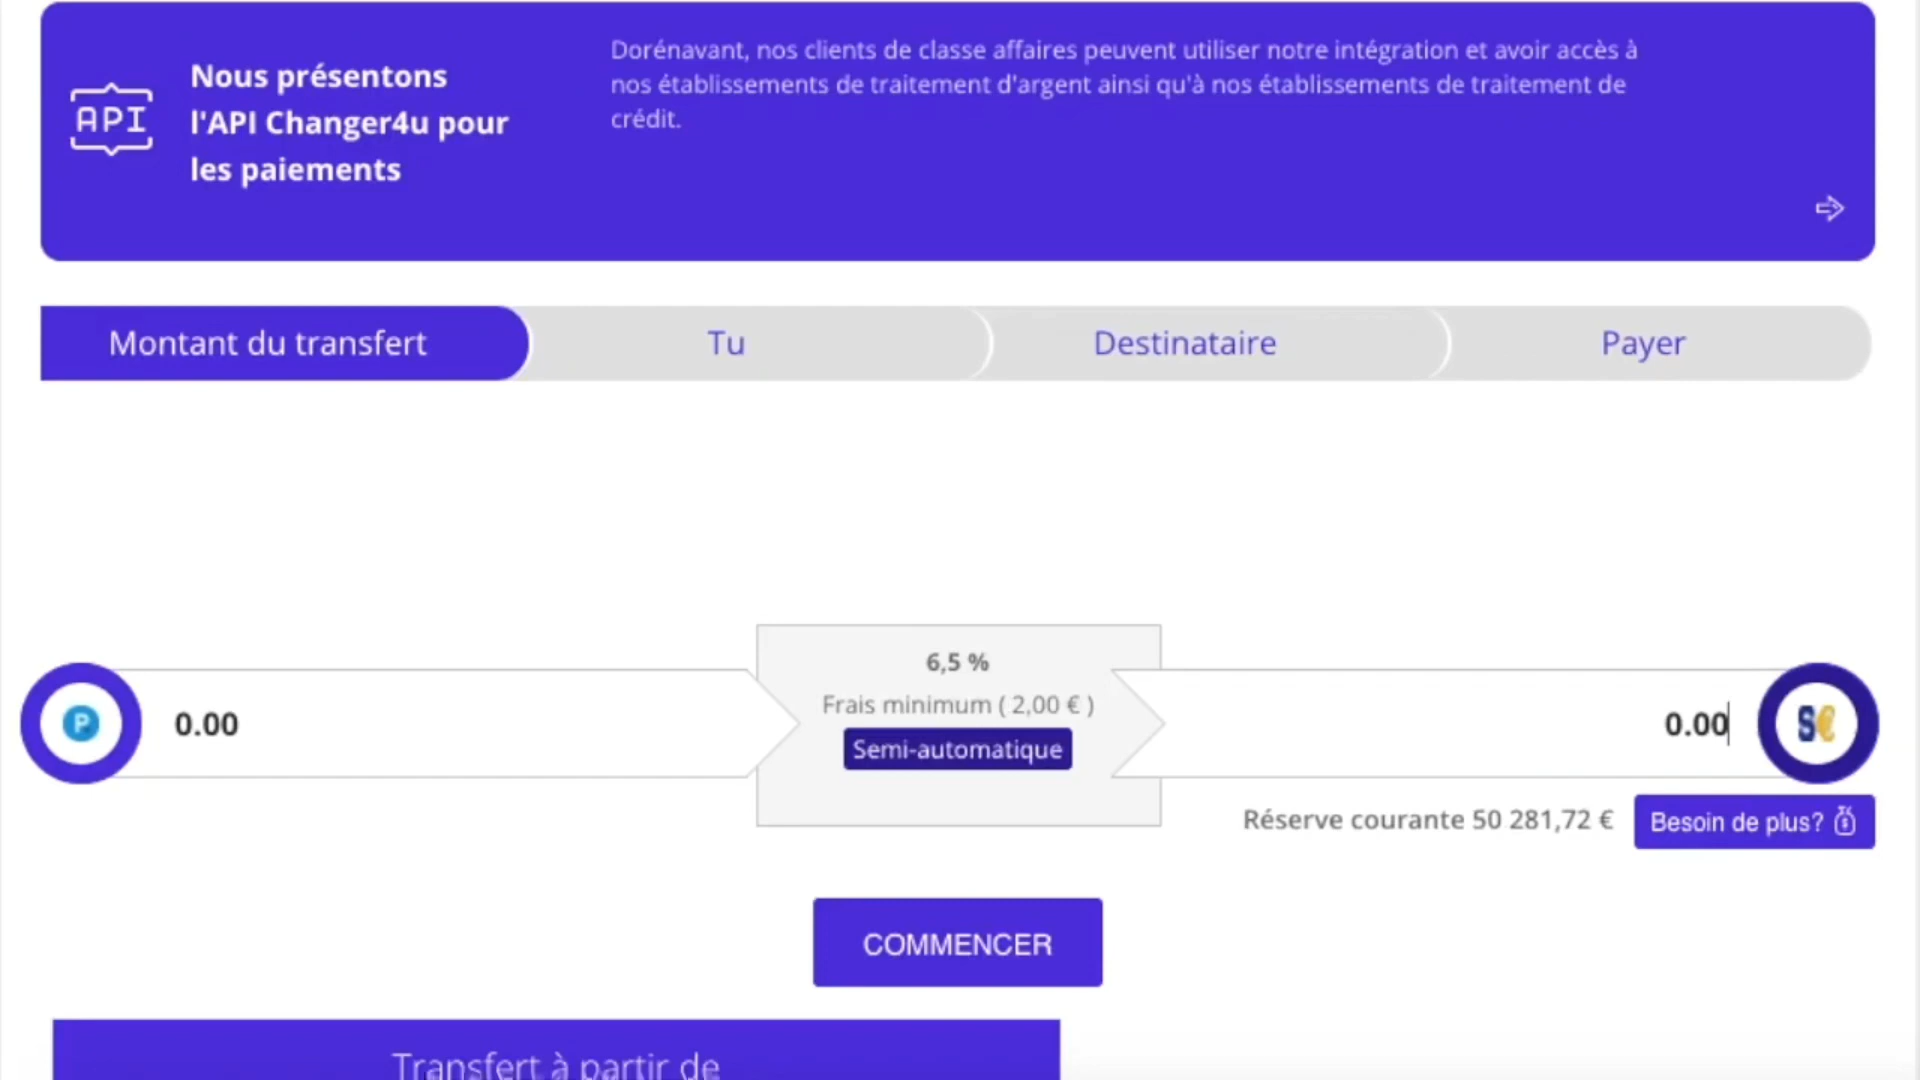 Nous présentons
l'API Changer4u pour
les paiements
API
Dorénavant, nos clients de classe affaires peuvent utiliser notre intégration et avoir accès à
nos établissements de traitement d'argent ainsi qu'à nos établissements de traitement de
crédit.
Montant du transfert
Tu
Destinataire
Payer
6,5 %
Frais minimum ( 2,00 € )
Semi-automatique
P
0.00
0.00
S€
Réserve courante 50 281,72 €
Besoin de plus?
COMMENCER
Transfert à partir de